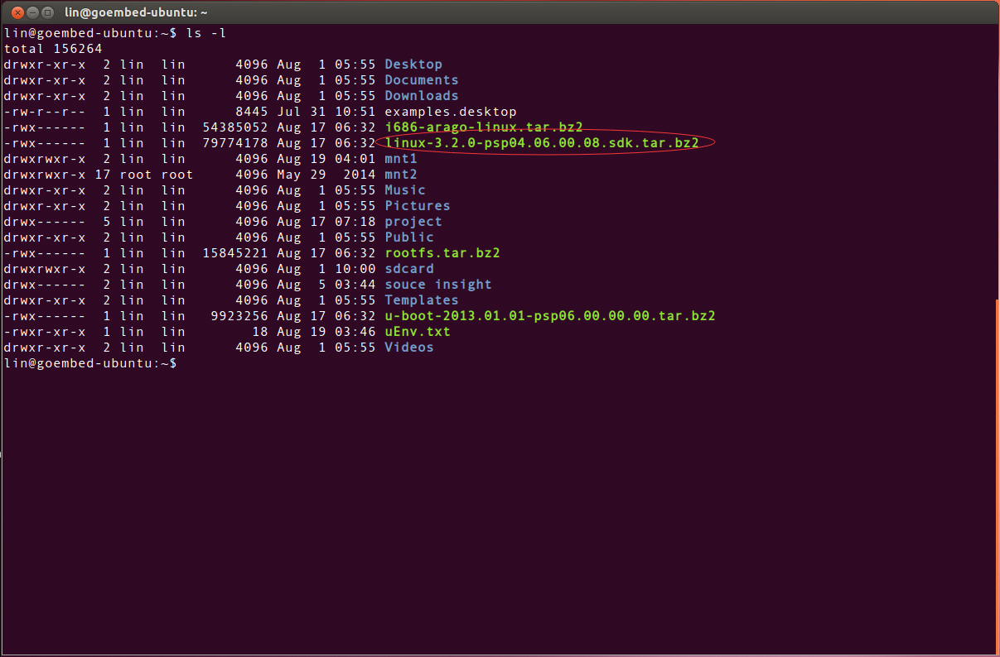 lin@goembed-ubuntu: ~
lin@goembed-ubuntu:~$ ls -l
total 156264
drwxr-xr-x  2 lin  lin      4096 Aug  1 05:55 Desktop
drwxr-xr-x  2 lin  lin      4096 Aug  1 05:55 Documents
drwxr-xr-x  2 lin  lin      4096 Aug  1 05:55 Downloads
-rw-r--r--  1 lin  lin      8445 Jul 31 10:51 examples.desktop
-rwx------  1 lin  lin  54385052 Aug 17 06:32 i686-arago-linux.tar.bz2
-rwx------  1 lin  lin  79774178 Aug 17 06:32 linux-3.2.0-psp04.06.00.08.sdk.tar.bz2
drwxrwxr-x  2 lin  lin      4096 Aug 19 04:01 mnt1
drwxrwxr-x 17 root root     4096 May 29  2014 mnt2
drwxr-xr-x  2 lin  lin      4096 Aug  1 05:55 Music
drwxr-xr-x  2 lin  lin      4096 Aug  1 05:55 Pictures
drwx------  5 lin  lin      4096 Aug 17 07:18 project
drwxr-xr-x  2 lin  lin      4096 Aug  1 05:55 Public
-rwx------  1 lin  lin  15845221 Aug 17 06:32 rootfs.tar.bz2
drwxrwxr-x  2 lin  lin      4096 Aug  1 10:00 sdcard
drwx------  2 lin  lin      4096 Aug  5 03:44 souce insight
drwxr-xr-x  2 lin  lin      4096 Aug  1 05:55 Templates
-rwx------  1 lin  lin   9923256 Aug 17 06:32 u-boot-2013.01.01-psp06.00.00.00.tar.bz2
-rwxr-xr-x  1 lin  lin        18 Aug 19 03:46 uEnv.txt
drwxr-xr-x  2 lin  lin      4096 Aug  1 05:55 Videos
lin@goembed-ubuntu:~$